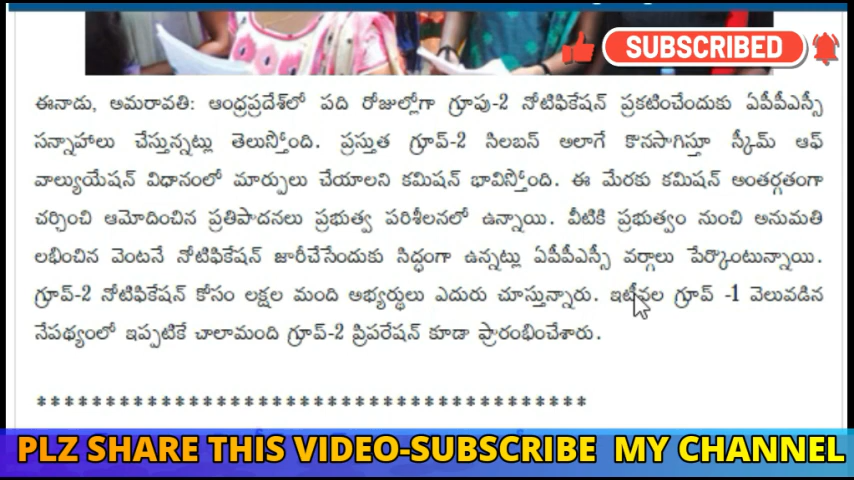 SUBSCRIBED
ఈనాడు, అమరావతి: ఆంధ్రప్రదేశ్‌లో పది రోజుల్లోగా గ్రూపు-2 నోటిఫికేషన్ ప్రకటించేందుకు ఏపీపీఎస్సీ
సన్నాహాలు చేస్తున్నట్లు తెలుస్తోంది. ప్రస్తుత గ్రూవ్-2 సిలబస్ అలాగే కొనసాగిస్తూ స్కీమ్ ఆఫ్
వాల్యుయేషన్ విధానంలో మార్పులు చేయాలని కమిషన్ భావిస్తోంది. ఈ మేరకు కమిషన్ అంతర్గతంగా
చర్చించి ఆమోదించిన ప్రతిపాదనలు ప్రభుత్వ పరిశీలనలో ఉన్నాయి. వీటికి ప్రభుత్వం నుంచి అనుమతి
లభించిన వెంటనే నోటిఫికేషన్ జారీచేసేందుకు సిద్ధంగా ఉన్నట్లు ఏపీపీఎస్సీ వర్గాలు పేర్కొంటున్నాయి.
గ్రూవ్-2 నోటిఫికేషన్ కోసం లక్షల మంది అభ్యర్థులు ఎదురు చూస్తున్నారు. ఇటీవల గ్రూవ్ -1 వెలువడిన
నేపథ్యంలో ఇప్పటికే చాలామంది గ్రూవ్-2 ప్రిపరేషన్ కూడా ప్రారంభించేశారు.
****************************************
PLZ SHARE THIS VIDEO-SUBSCRIBE MY CHANNEL